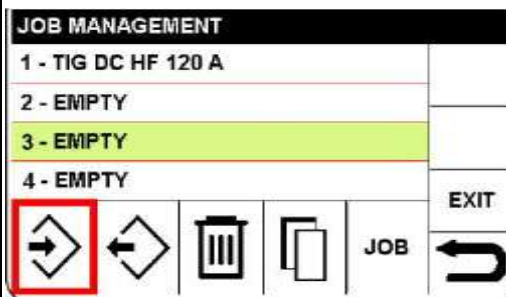 JOB MANAGEMENT
1 - TIG DC HF 120 A
2 - EMPTY
3 - EMPTY
4 - EMPTY
EXIT
JOB